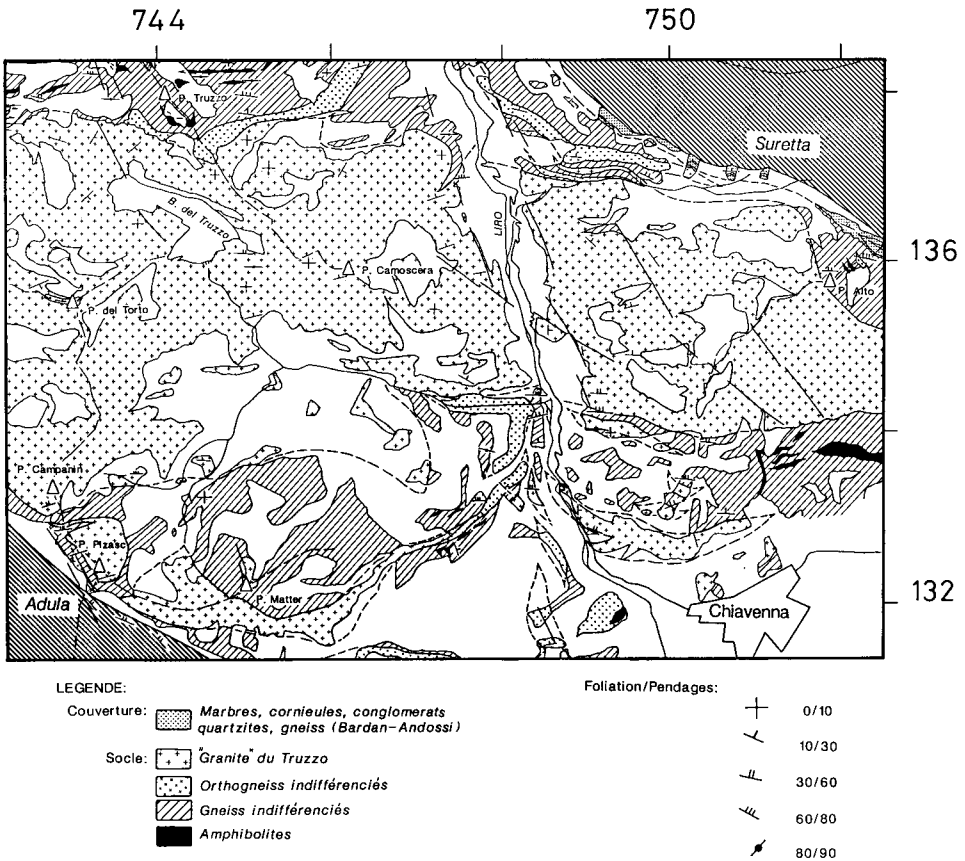 744 750
P. Truzzo
Suretta
B. del Truzzo
LIRO
136
P. Camoscera
P. Alto
P. del Torto
P. Campanin
P. Pizasc
Adula
P. Matter
Chiavenna
132
LEGENDE:
Couverture: Marbres, cornieules, conglomerats
quartzites, gneiss (Bardan-Andossi)
Socle: "Granite" du Truzzo
Orthogneiss indifférenciés
Gneiss indifférenciés
Amphibolites
Foliation/Pendages:
0/10
10/30
30/60
60/80
80/90